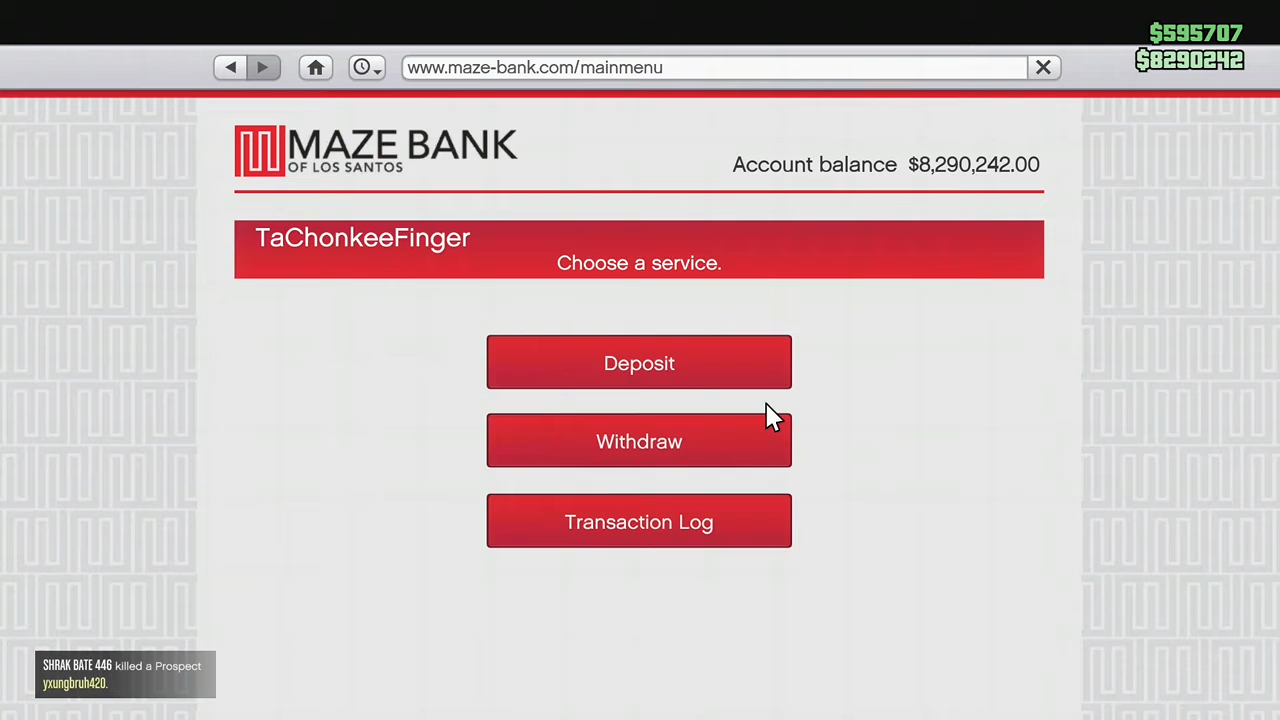 $595707
$8290242
www.maze-bank.com/mainmenu
MAZE BANK
OF LOS SANTOS
Account balance $8,290,242.00
TaChonkeeFinger
Choose a service.
Deposit
Withdraw
Transaction Log
SHRAK BATE 446 killed a Prospect
yxungbruh420.